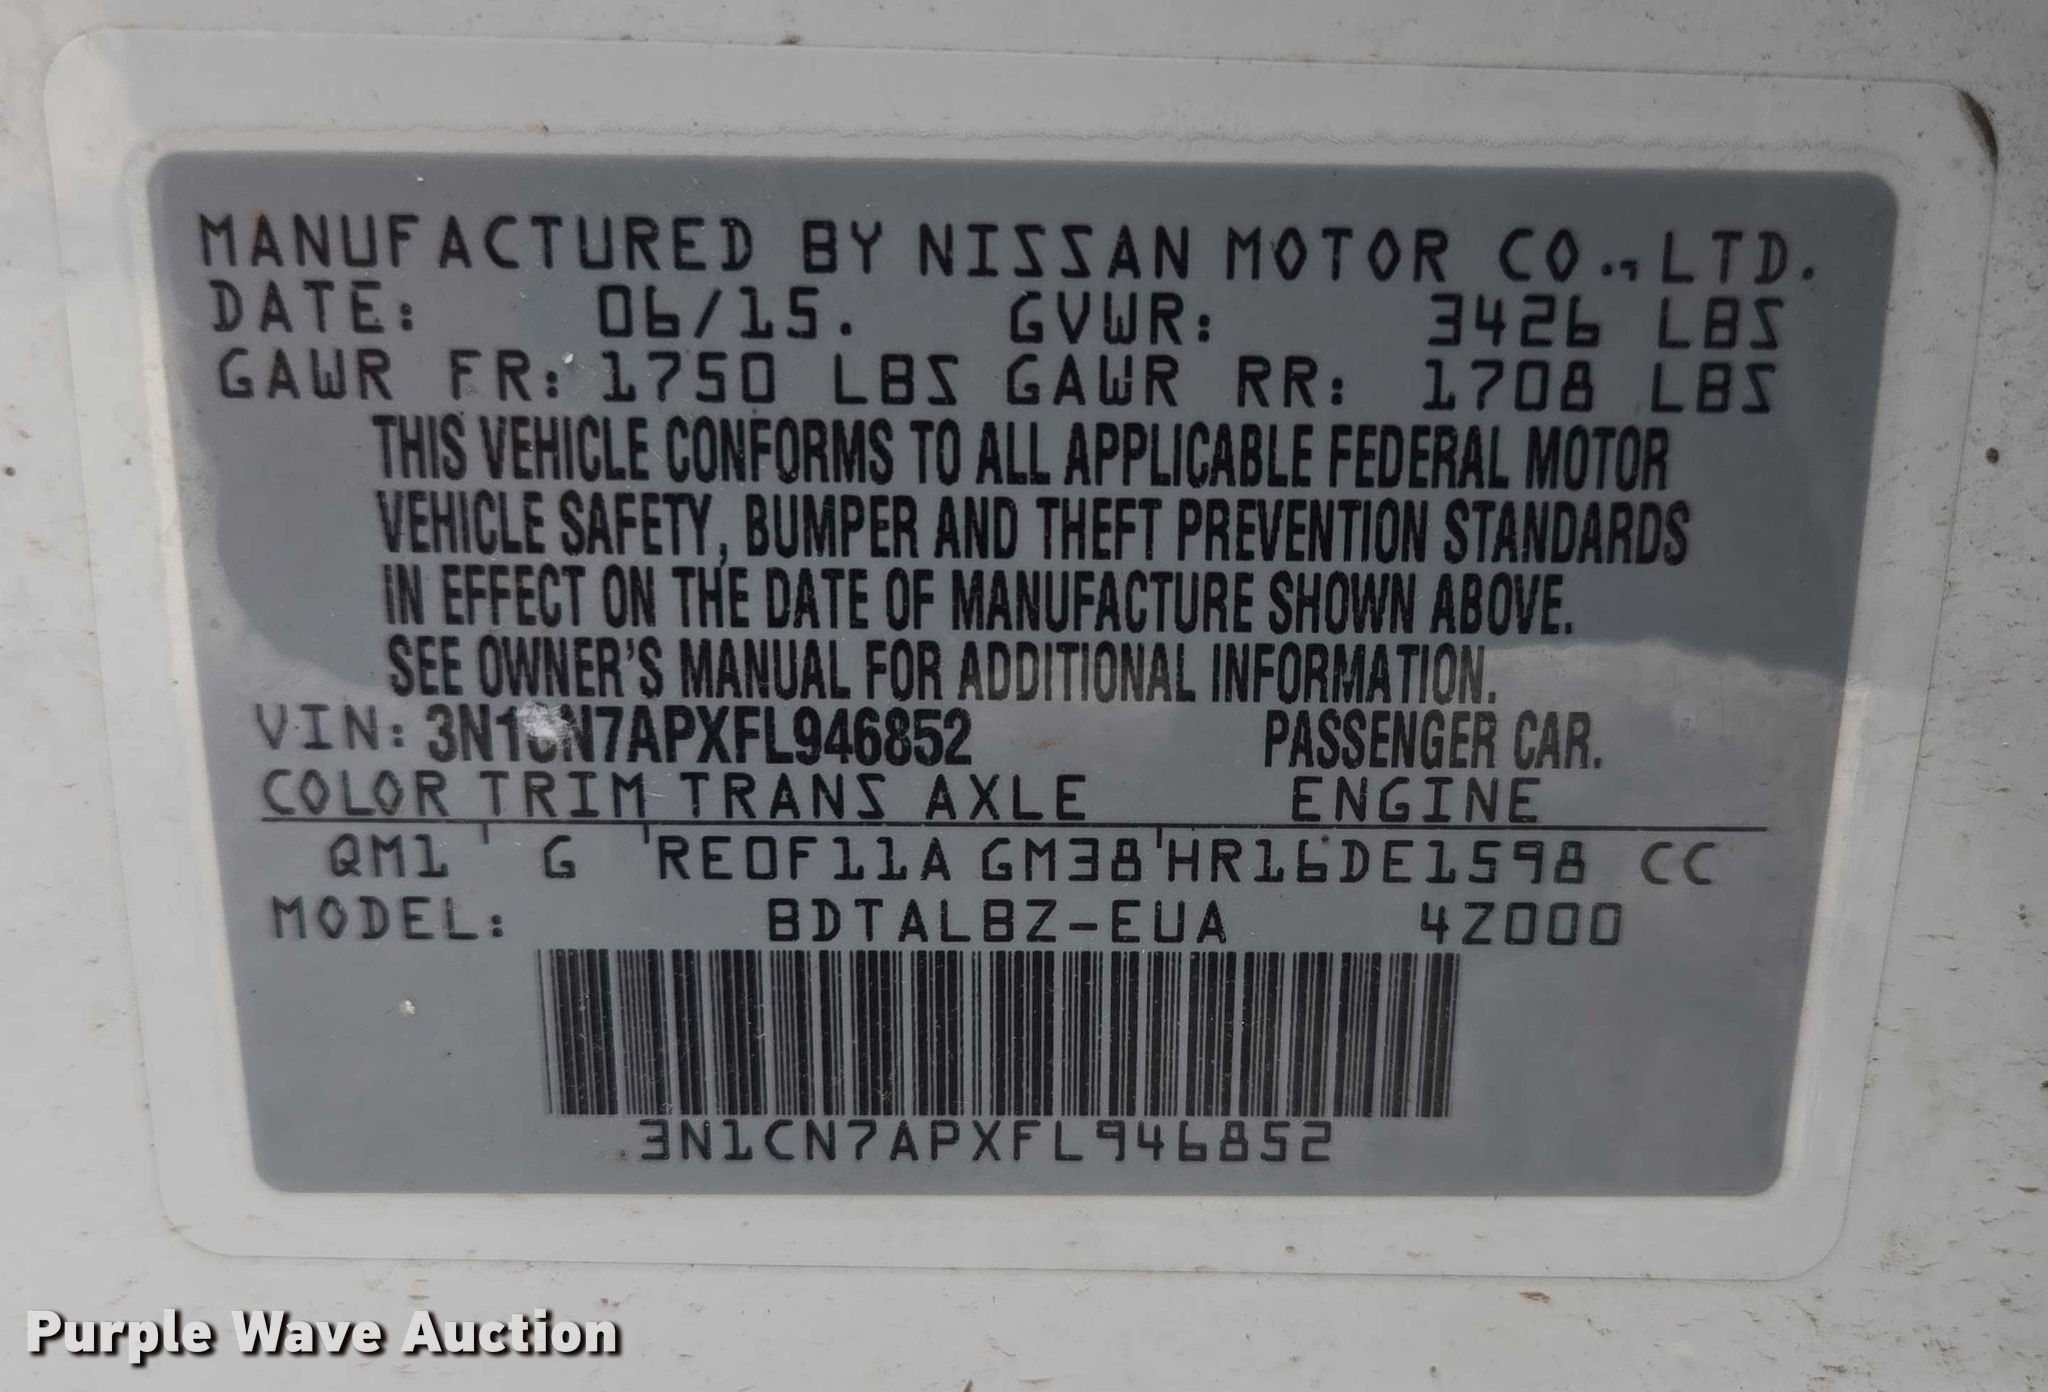 MANUFACTURED BY NISSAN MOTOR CO., LTD.
DATE: 06/15. GVWR: 3426 LBS
GAWR FR: 1750 LBS GAWR RR: 1708 LBS
THIS VEHICLE CONFORMS TO ALL APPLICABLE FEDERAL MOTOR
VEHICLE SAFETY, BUMPER AND THEFT PREVENTION STANDARDS
IN EFFECT ON THE DATE OF MANUFACTURE SHOWN ABOVE.
SEE OWNER'S MANUAL FOR ADDITIONAL INFORMATION.
VIN: 3N1CN7APXFL946852 PASSENGER CAR.
COLOR TRIM TRANS AXLE ENGINE
QM1 G RE0F11A GM38 HR16DE1598 CC
MODEL: BDTALBZ-EUA 4Z000
3N1CN7APXFL946852
Purple Wave Auction